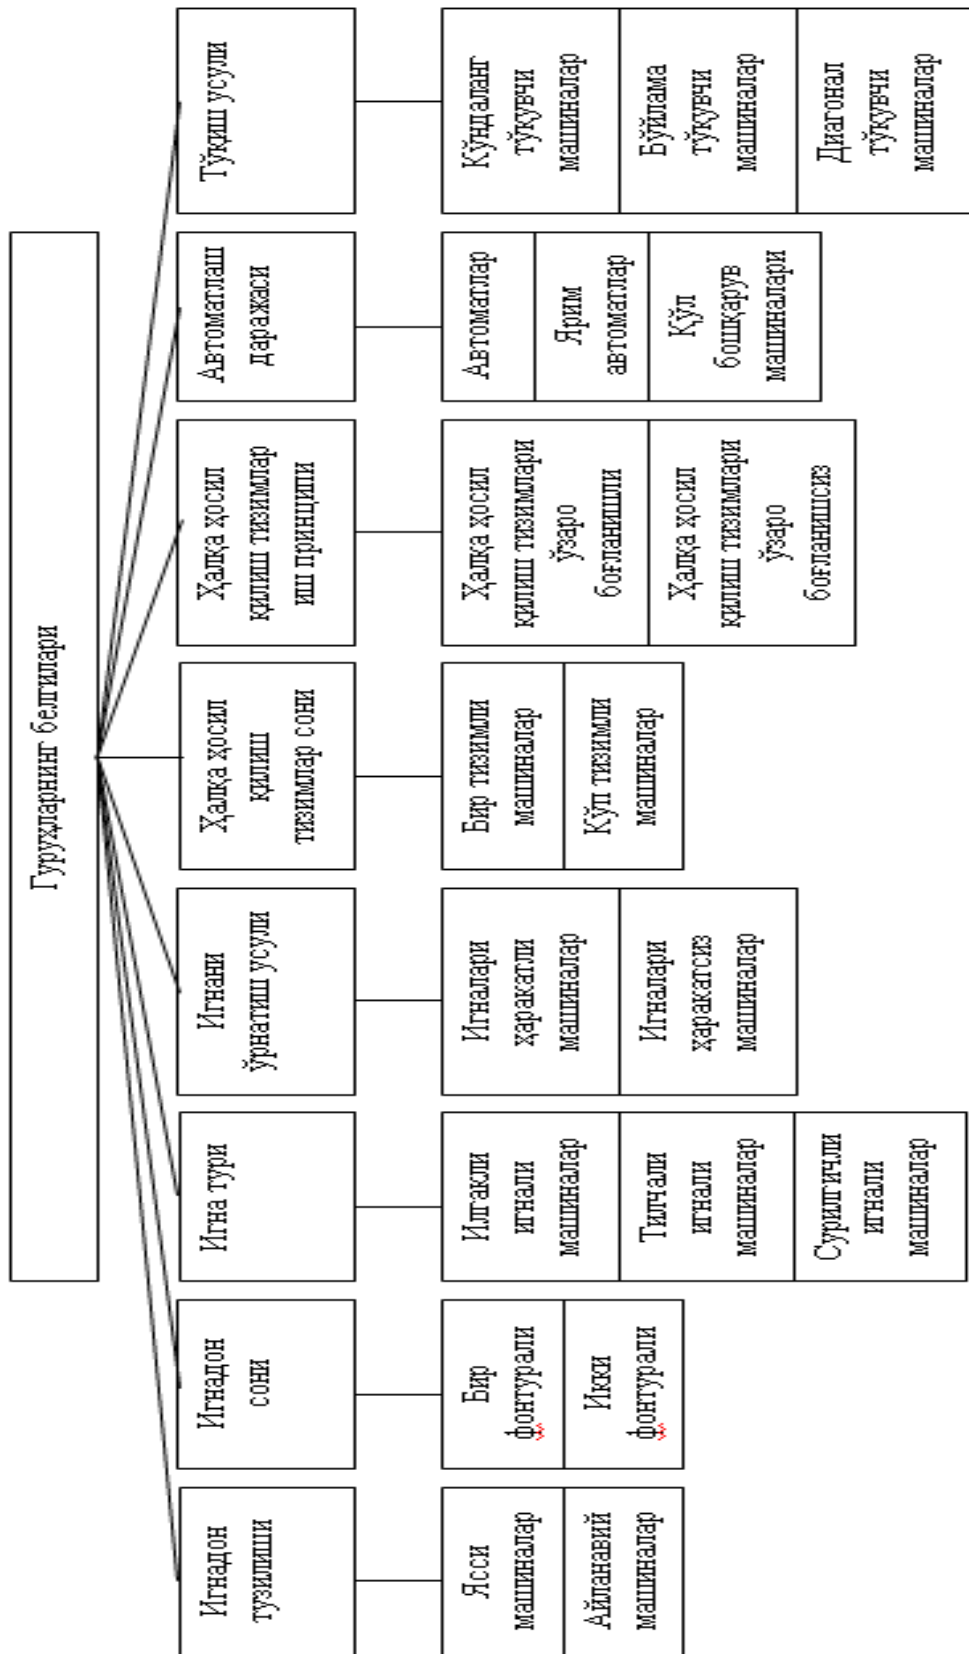 Гуруҳларнинг белгилари
Игнадон
тузилиши
Игнадон
сони
Игна тури
Игнани
ўрнатиш усули
Ҳалқа ҳосил
қилиш
тизимлар сони
Ҳалқа ҳосил
қилиш тизимлар
иш принципи
Автоматлаш
даражаси
Тўқиш усули
Ясси
машиналар
Айланавий
машиналар
Бир
фонтурали
Икки
фонтурали
Илгакли
игнали
машиналар
Тилчали
игнали
машиналар
Сурилгичли
игнали
машиналар
Игналари
ҳаракатли
машиналар
Игналари
ҳаракатсиз
машиналар
Бир тизимли
машиналар
Кўп тизимли
машиналар
Ҳалқа ҳосил
қилиш тизимлари
ўзаро
боғланишли
Ҳалқа ҳосил
қилиш тизимлари
ўзаро
боғланишсиз
Автоматлар
Ярим
автоматлар
Қўл
бошқарув
машиналари
Кўндаланг
тўқувчи
машиналар
Бўйлама
тўқувчи
машиналар
Диагонал
тўқувчи
машиналар